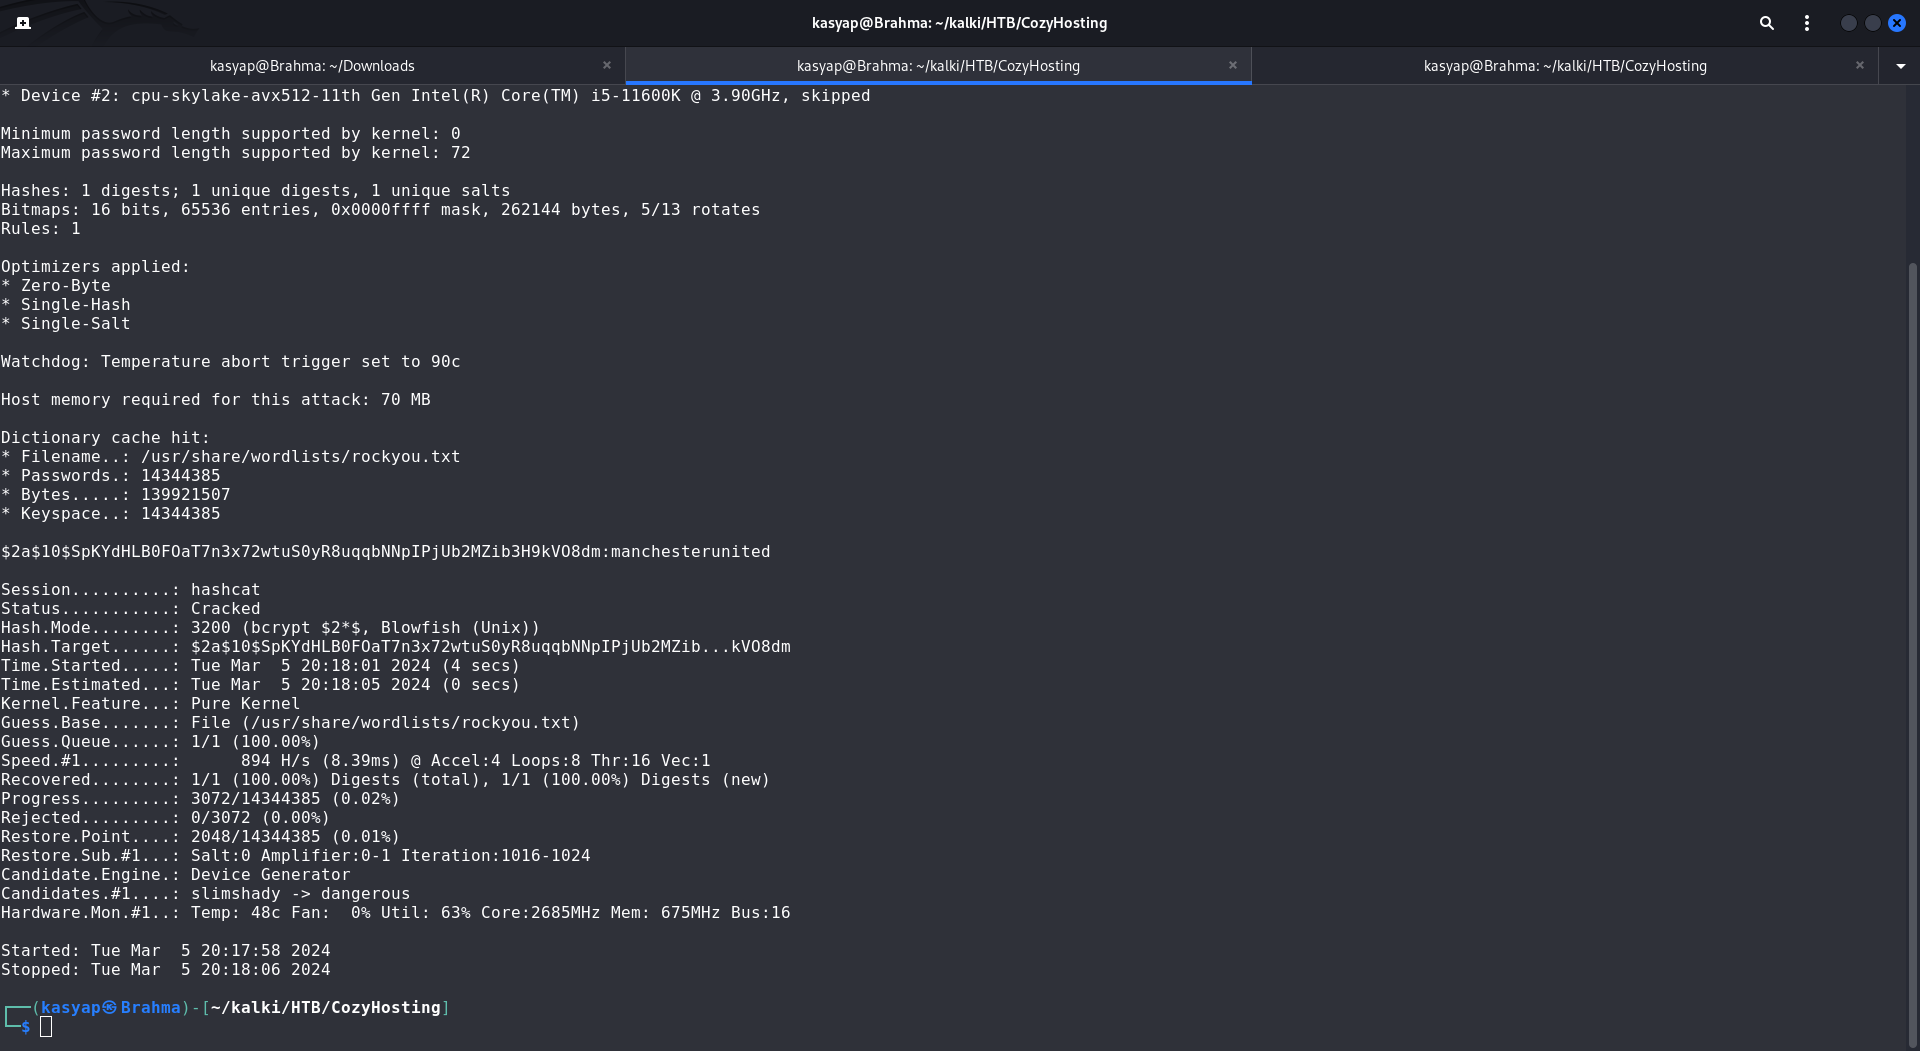 kasyap@Brahma: ~/kalki/HTB/CozyHosting
kasyap@Brahma: ~/Downloads
kasyap@Brahma: ~/kalki/HTB/CozyHosting
kasyap@Brahma: ~/kalki/HTB/CozyHosting
* Device #2: cpu-skylake-avx512-11th Gen Intel(R) Core(TM) i5-11600K @ 3.90GHz, skipped
Minimum password length supported by kernel: 0
Maximum password length supported by kernel: 72
Hashes: 1 digests; 1 unique digests, 1 unique salts
Bitmaps: 16 bits, 65536 entries, 0x0000ffff mask, 262144 bytes, 5/13 rotates
Rules: 1
Optimizers applied:
* Zero-Byte
* Single-Hash
* Single-Salt
Watchdog: Temperature abort trigger set to 90c
Host memory required for this attack: 70 MB
Dictionary cache hit:
* Filename..: /usr/share/wordlists/rockyou.txt
* Passwords.: 14344385
* Bytes.....: 139921507
* Keyspace..: 14344385
$2a$10$SpKYdHLB0FOaT7n3x72wtuS0yR8uqqbNNpIPjUb2MZib3H9kVO8dm:manchesterunited
Session..........: hashcat
Status...........: Cracked
Hash.Mode........: 3200 (bcrypt $2*$, Blowfish (Unix))
Hash.Target......: $2a$10$SpKYdHLB0FOaT7n3x72wtuS0yR8uqqbNNpIPjUb2MZib...kVO8dm
Time.Started.....: Tue Mar  5 20:18:01 2024 (4 secs)
Time.Estimated...: Tue Mar  5 20:18:05 2024 (0 secs)
Kernel.Feature...: Pure Kernel
Guess.Base.......: File (/usr/share/wordlists/rockyou.txt)
Guess.Queue......: 1/1 (100.00%)
Speed.#1.........:      894 H/s (8.39ms) @ Accel:4 Loops:8 Thr:16 Vec:1
Recovered........: 1/1 (100.00%) Digests (total), 1/1 (100.00%) Digests (new)
Progress.........: 3072/14344385 (0.02%)
Rejected.........: 0/3072 (0.00%)
Restore.Point....: 2048/14344385 (0.01%)
Restore.Sub.#1...: Salt:0 Amplifier:0-1 Iteration:1016-1024
Candidate.Engine.: Device Generator
Candidates.#1....: slimshady -> dangerous
Hardware.Mon.#1..: Temp: 48c Fan:  0% Util: 63% Core:2685MHz Mem: 675MHz Bus:16
Started: Tue Mar  5 20:17:58 2024
Stopped: Tue Mar  5 20:18:06 2024
┌──(kasyap㉿Brahma)-[~/kalki/HTB/CozyHosting]
└─$